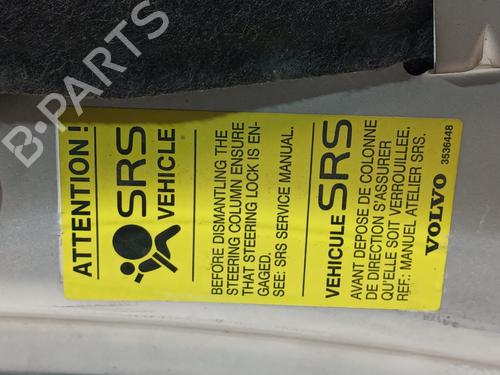 ATTENTION!
SRS
VEHICLE
BEFORE DISMANTLING THE
STEERING COLUMN ENSURE
THAT STEERING LOCK IS EN-
GAGED.
SEE: SRS SERVICE MANUAL.
VEHICULE SRS
AVANT DEPOSE DE COLONNE
DE DIRECTION S'ASSURER
QU'ELLE SOIT VERROUILLEE.
REF.: MANUEL ATELIER SRS.
VOLVO 3536448
B-PARTS